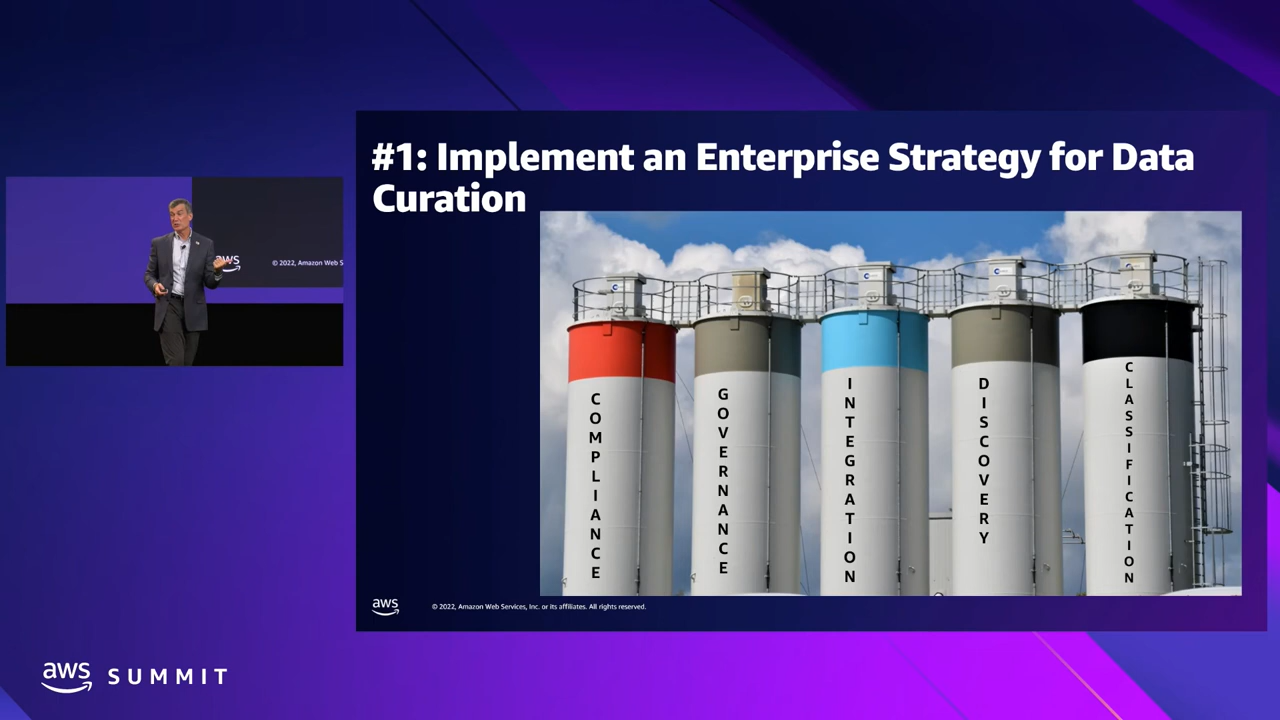 #1: Implement an Enterprise Strategy for Data
Curation
COMPLIANCE
GOVERNANCE
INTEGRATION
DISCOVERY
CLASSIFICATION
aws
© 2022, Amazon Web S
aws
© 2022, Amazon Web Services, Inc. or its affiliates. All rights reserved.
aws SUMMIT